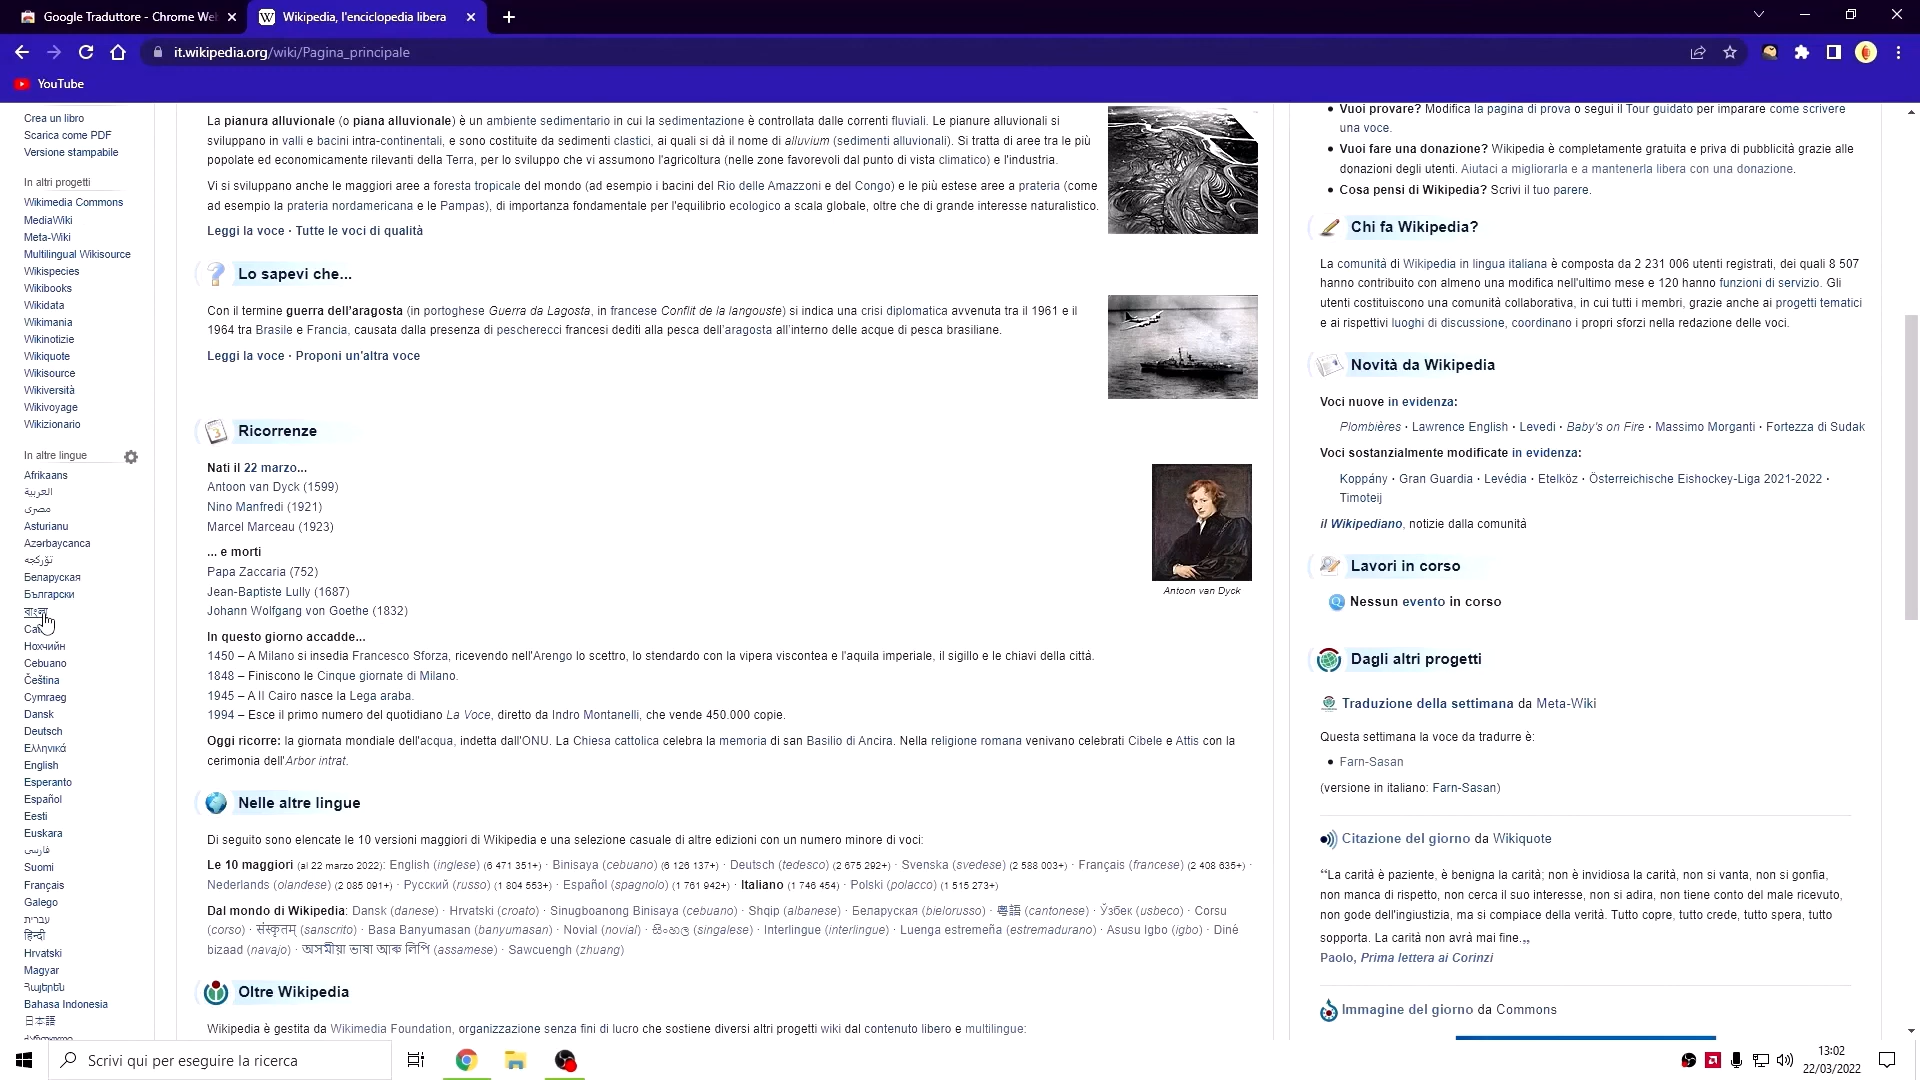 Google Traduttore - Chrome We
Wikipedia, l'enciclopedia libera
it.wikipedia.org/wiki/Pagina_principale
YouTube
Crea un libro
Scarica come PDF
Versione stampabile
In altri progetti
Wikimedia Commons
MediaWiki
Meta-Wiki
Multilingual Wikisource
Wikispecies
Wikibooks
Wikidata
Wikimania
Wikinotizie
Wikiquote
Wikisource
Wikiversità
Wikivoyage
Wikizionario
In altre lingue
Afrikaans
العربية
مصرى
Asturianu
Azərbaycanca
تۆرکجه
Беларуская
Български
বাংলা
Нохчийн
Cebuano
Čeština
Cymraeg
Dansk
Deutsch
Ελληνικά
English
Esperanto
Español
Eesti
Euskara
فارسی
Suomi
Français
Galego
עברית
हिन्दी
Hrvatski
Magyar
Հայերեն
Bahasa Indonesia
日本語
La pianura alluvionale (o piana alluvionale) è un ambiente sedimentario in cui la sedimentazione è controllata dalle correnti fluviali. Le pianure alluvionali si
sviluppano in valli e bacini intra-continentali, e sono costituite da sedimenti clastici, ai quali si dà il nome di alluvium (sedimenti alluvionali). Si tratta di aree tra le più
popolate ed economicamente rilevanti della Terra, per lo sviluppo che vi assumono l'agricoltura (nelle zone favorevoli dal punto di vista climatico) e l'industria.
Vi si sviluppano anche le maggiori aree a foresta tropicale del mondo (ad esempio i bacini del Rio delle Amazzoni e del Congo) e le più estese aree a prateria (come
ad esempio la prateria nordamericana e le Pampas), di importanza fondamentale per l'equilibrio ecologico a scala globale, oltre che di grande interesse naturalistico.
Leggi la voce · Tutte le voci di qualità
Lo sapevi che...
Con il termine guerra dell'aragosta (in portoghese Guerra da Lagosta, in francese Conflit de la langouste) si indica una crisi diplomatica avvenuta tra il 1961 e il
1964 tra Brasile e Francia, causata dalla presenza di pescherecci francesi dediti alla pesca dell'aragosta all'interno delle acque di pesca brasiliane.
Leggi la voce · Proponi un'altra voce
Ricorrenze
Nati il 22 marzo...
Antoon van Dyck (1599)
Nino Manfredi (1921)
Marcel Marceau (1923)
... e morti
Papa Zaccaria (752)
Jean-Baptiste Lully (1687)
Johann Wolfgang von Goethe (1832)
Antoon van Dyck
In questo giorno accadde...
1450 – A Milano si insedia Francesco Sforza, ricevendo nell'Arengo lo scettro, lo stendardo con la vipera viscontea e l'aquila imperiale, il sigillo e le chiavi della città.
1848 – Finiscono le Cinque giornate di Milano.
1945 – A Il Cairo nasce la Lega araba.
1994 – Esce il primo numero del quotidiano La Voce, diretto da Indro Montanelli, che vende 450.000 copie.
Oggi ricorre: la giornata mondiale dell'acqua, indetta dall'ONU. La Chiesa cattolica celebra la memoria di san Basilio di Ancira. Nella religione romana venivano celebrati Cibele e Attis con la
cerimonia dell'Arbor intrat.
Nelle altre lingue
Di seguito sono elencate le 10 versioni maggiori di Wikipedia e una selezione casuale di altre edizioni con un numero minore di voci:
Le 10 maggiori (al 22 marzo 2022): English (inglese) (6 471 351+) · Binisaya (cebuano) (6 126 137+) · Deutsch (tedesco) (2 675 292+) · Svenska (svedese) (2 588 003+) · Français (francese) (2 408 635+) ·
Nederlands (olandese) (2 085 091+) · Русский (russo) (1 804 553+) · Español (spagnolo) (1 761 942+) · Italiano (1 746 454) · Polski (polacco) (1 515 273+)
Dal mondo di Wikipedia: Dansk (danese) · Hrvatski (croato) · Sinugboanong Binisaya (cebuano) · Shqip (albanese) · Беларуская (bielorusso) · 粵語 (cantonese) · Ўзбек (usbeco) · Corsu
(corso) · संस्कृतम् (sanscrito) · Basa Banyumasan (banyumasan) · Novial (novial) · සිංහල (singalese) · Interlingue (interlingue) · Luenga estremeña (estremadurano) · Asusu Igbo (igbo) · Diné
bizaad (navajo) · অসমীয়া ভাষা আৰু লিপি (assamese) · Sawcuengh (zhuang)
Oltre Wikipedia
Wikipedia è gestita da Wikimedia Foundation, organizzazione senza fini di lucro che sostiene diversi altri progetti wiki dal contenuto libero e multilingue:
Vuoi provare? Modifica la pagina di prova o segui il Tour guidato per imparare come scrivere
una voce.
Vuoi fare una donazione? Wikipedia è completamente gratuita e priva di pubblicità grazie alle
donazioni degli utenti. Aiutaci a migliorarla e a mantenerla libera con una donazione.
Cosa pensi di Wikipedia? Scrivi il tuo parere.
Chi fa Wikipedia?
La comunità di Wikipedia in lingua italiana è composta da 2 231 006 utenti registrati, dei quali 8 507
hanno contribuito con almeno una modifica nell'ultimo mese e 120 hanno funzioni di servizio. Gli
utenti costituiscono una comunità collaborativa, in cui tutti i membri, grazie anche ai progetti tematici
e ai rispettivi luoghi di discussione, coordinano i propri sforzi nella redazione delle voci.
Novità da Wikipedia
Voci nuove in evidenza:
Plombières · Lawrence English · Levedi · Baby's on Fire · Massimo Morganti · Fortezza di Sudak
Voci sostanzialmente modificate in evidenza:
Koppány · Gran Guardia · Levédia · Etelköz · Österreichische Eishockey-Liga 2021-2022 ·
Timoteij
il Wikipediano, notizie dalla comunità
Lavori in corso
Nessun evento in corso
Dagli altri progetti
Traduzione della settimana da Meta-Wiki
Questa settimana la voce da tradurre è:
Farn-Sasan
(versione in italiano: Farn-Sasan)
Citazione del giorno da Wikiquote
“La carità è paziente, è benigna la carità; non è invidiosa la carità, non si vanta, non si gonfia,
non manca di rispetto, non cerca il suo interesse, non si adira, non tiene conto del male ricevuto,
non gode dell'ingiustizia, ma si compiace della verità. Tutto copre, tutto crede, tutto spera, tutto
sopporta. La carità non avrà mai fine.„
Paolo, Prima lettera ai Corinzi
Immagine del giorno da Commons
Scrivi qui per eseguire la ricerca
13:02
22/03/2022